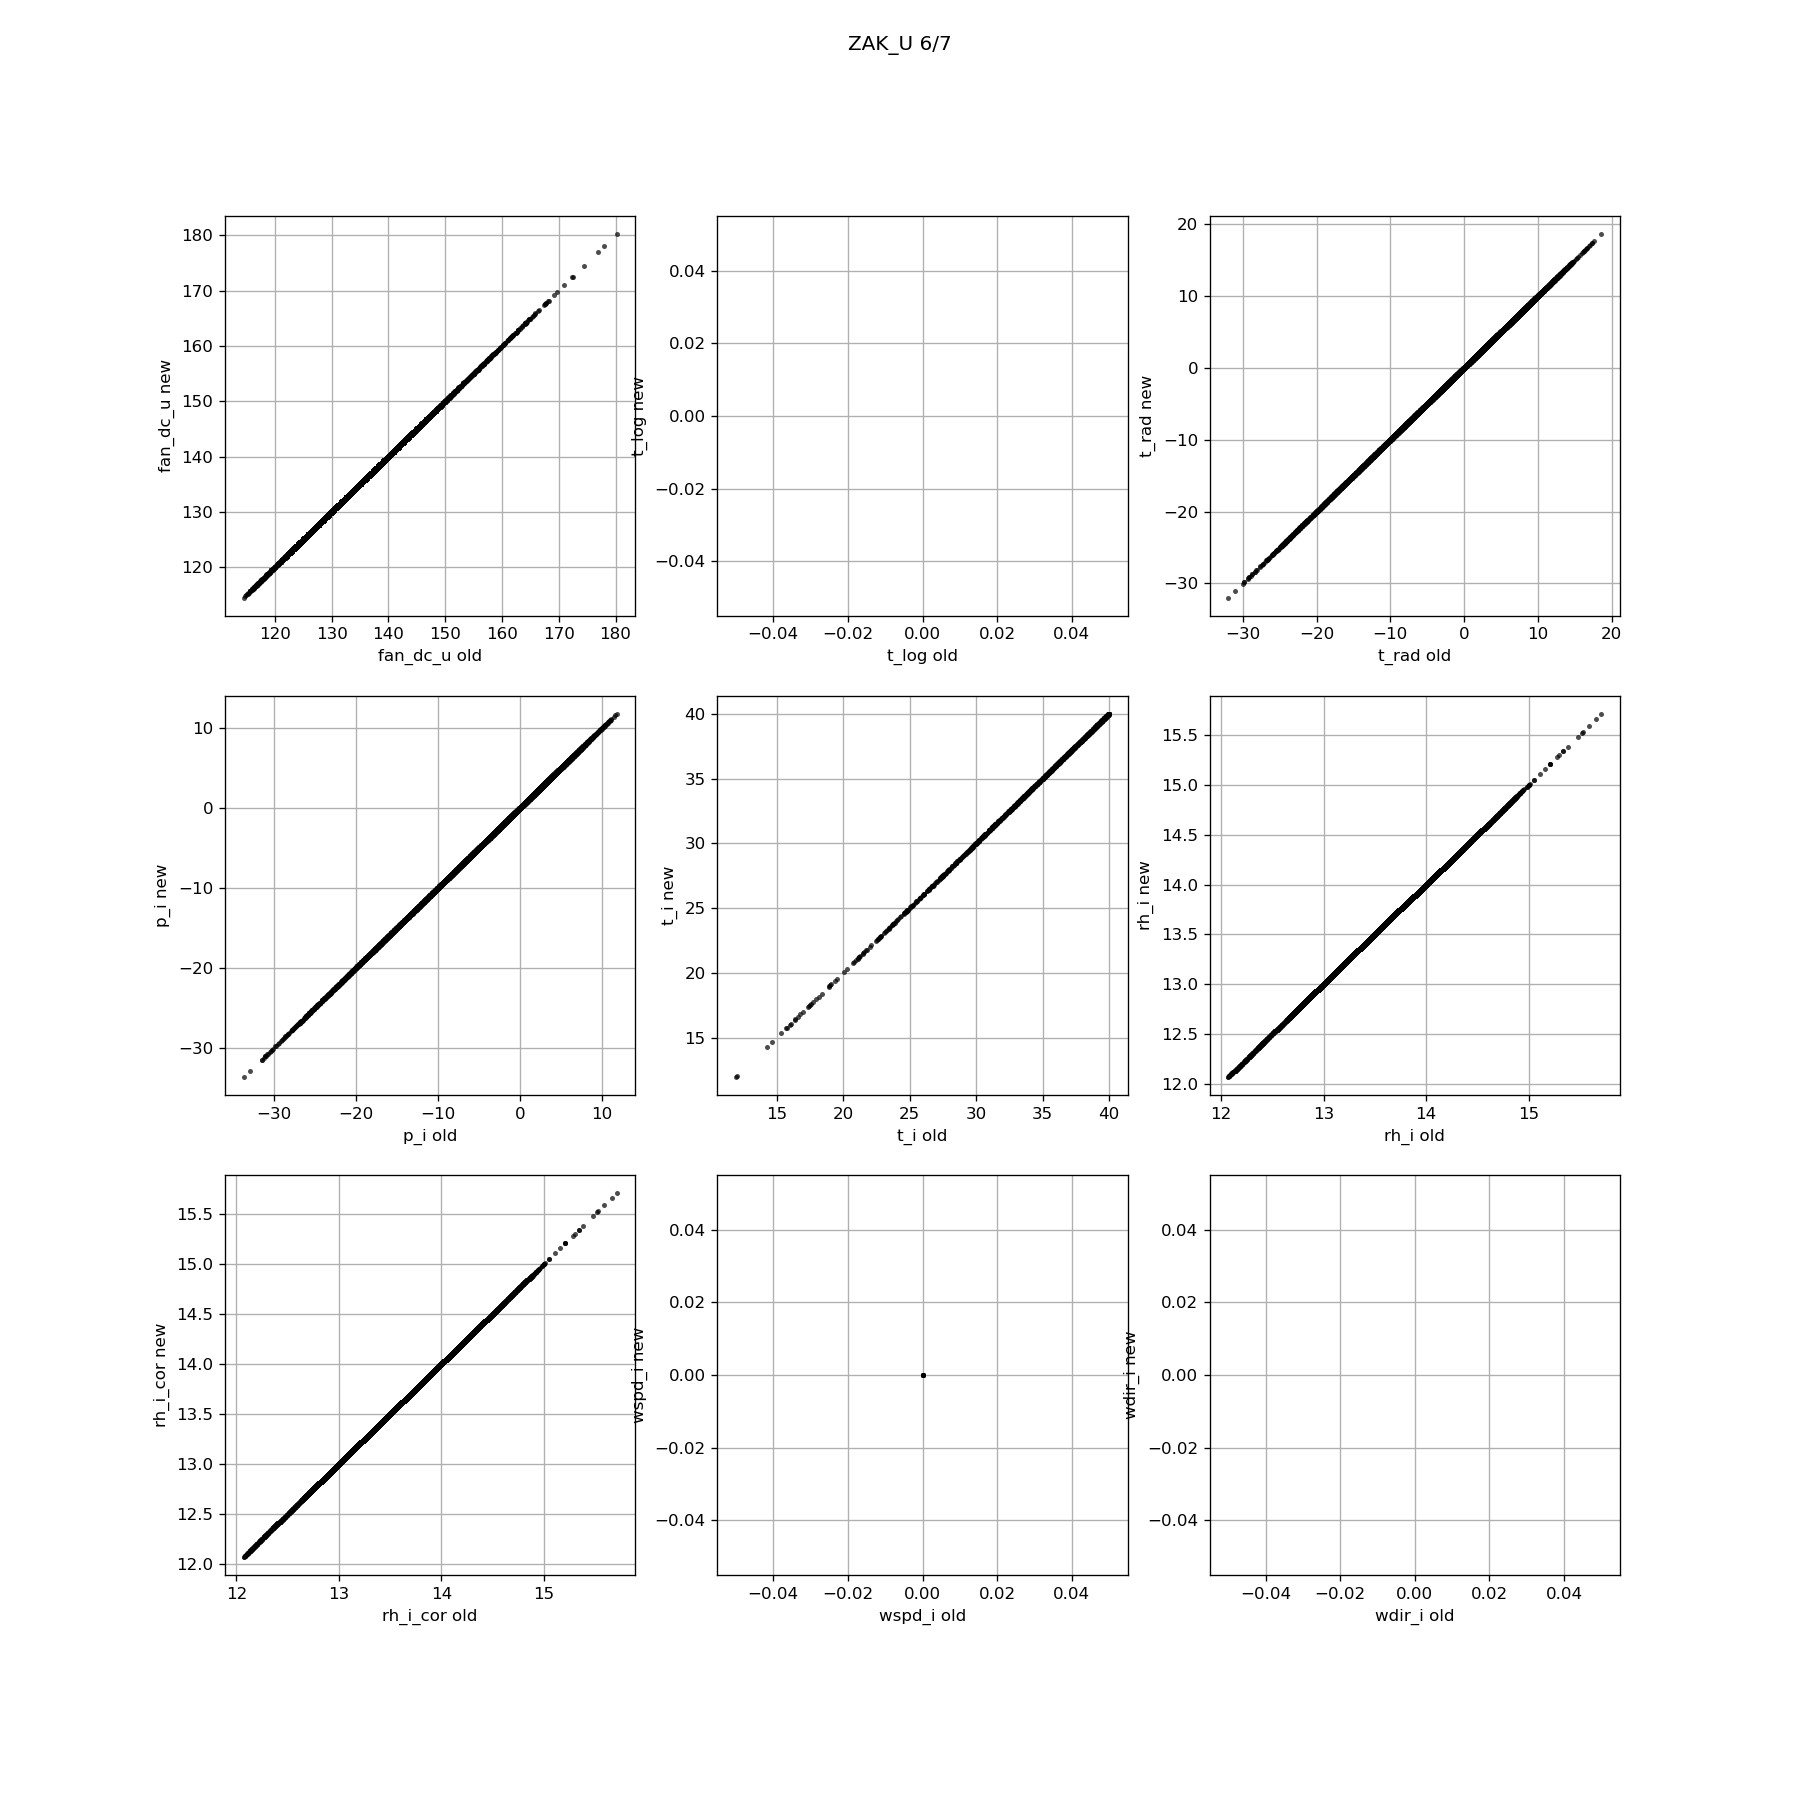 ZAK_U 6/7
180
170
160
150
140
130
120
fan_dc_u new
120 130 140 150 160 170 180
fan_dc_u old
0.04
0.02
0.00
−0.02
−0.04
t_log new
−0.04 −0.02 0.00 0.02 0.04
t_log old
20
10
0
−10
−20
−30
t_rad new
−30 −20 −10 0 10 20
t_rad old
10
0
−10
−20
−30
p_i new
−30 −20 −10 0 10
p_i old
40
35
30
25
20
15
t_i new
15 20 25 30 35 40
t_i old
15.5
15.0
14.5
14.0
13.5
13.0
12.5
12.0
rh_i new
12 13 14 15
rh_i old
15.5
15.0
14.5
14.0
13.5
13.0
12.5
12.0
rh_i_cor new
12 13 14 15
rh_i_cor old
0.04
0.02
0.00
−0.02
−0.04
wspd_i new
−0.04 −0.02 0.00 0.02 0.04
wspd_i old
0.04
0.02
0.00
−0.02
−0.04
wdir_i new
−0.04 −0.02 0.00 0.02 0.04
wdir_i old